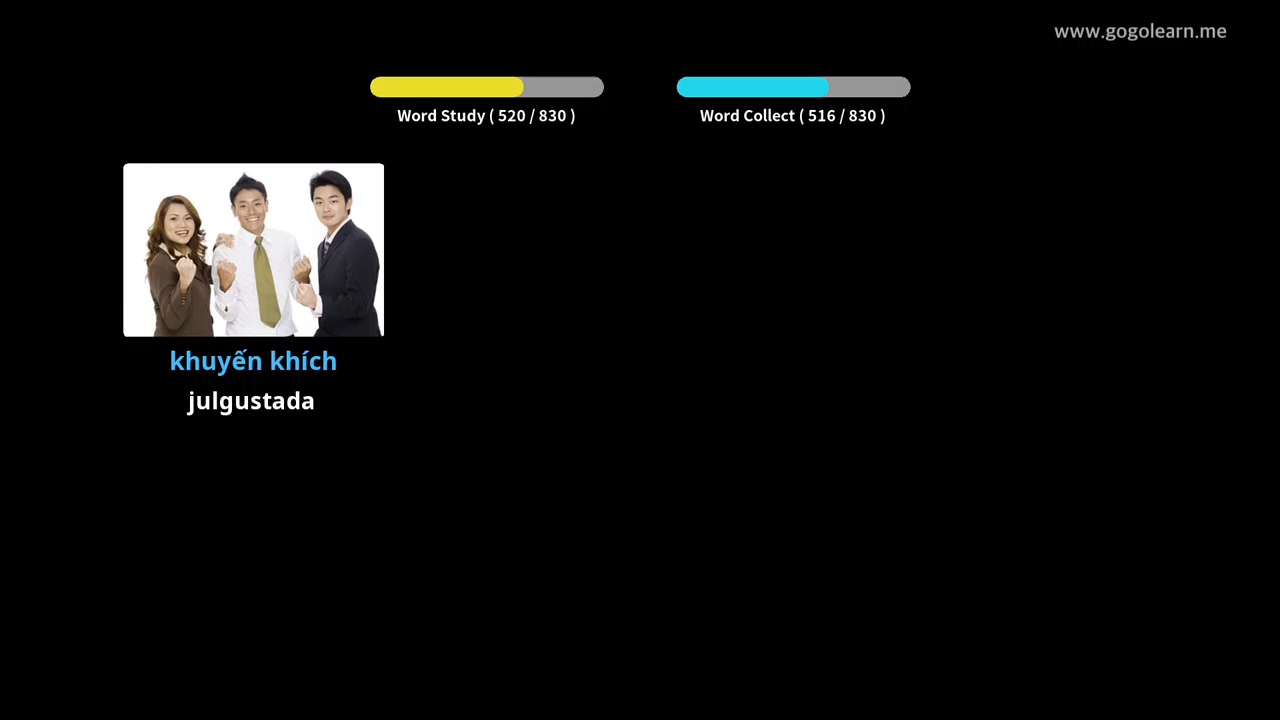 www.gogolearn.me
Word Study ( 520 / 830 )
Word Collect ( 516 / 830 )
khuyến khích
julgustada